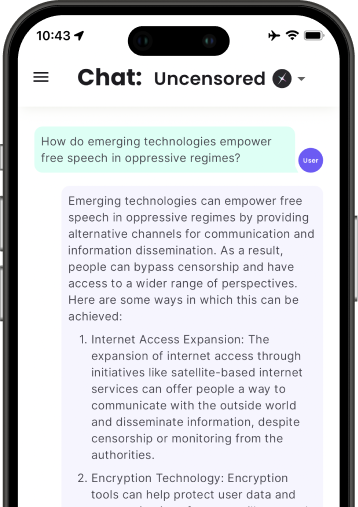 10:43
Chat: Uncensored
How do emerging technologies empower
free speech in oppressive regimes?
User
Emerging technologies can empower free
speech in oppressive regimes by providing
alternative channels for communication and
information dissemination. As a result,
people can bypass censorship and have
access to a wider range of perspectives.
Here are some ways in which this can be
achieved:
1. Internet Access Expansion: The
expansion of internet access through
initiatives like satellite-based internet
services can offer people a way to
communicate with the outside world
and disseminate information, despite
censorship or monitoring from the
authorities.
2. Encryption Technology: Encryption
tools can help protect user data and